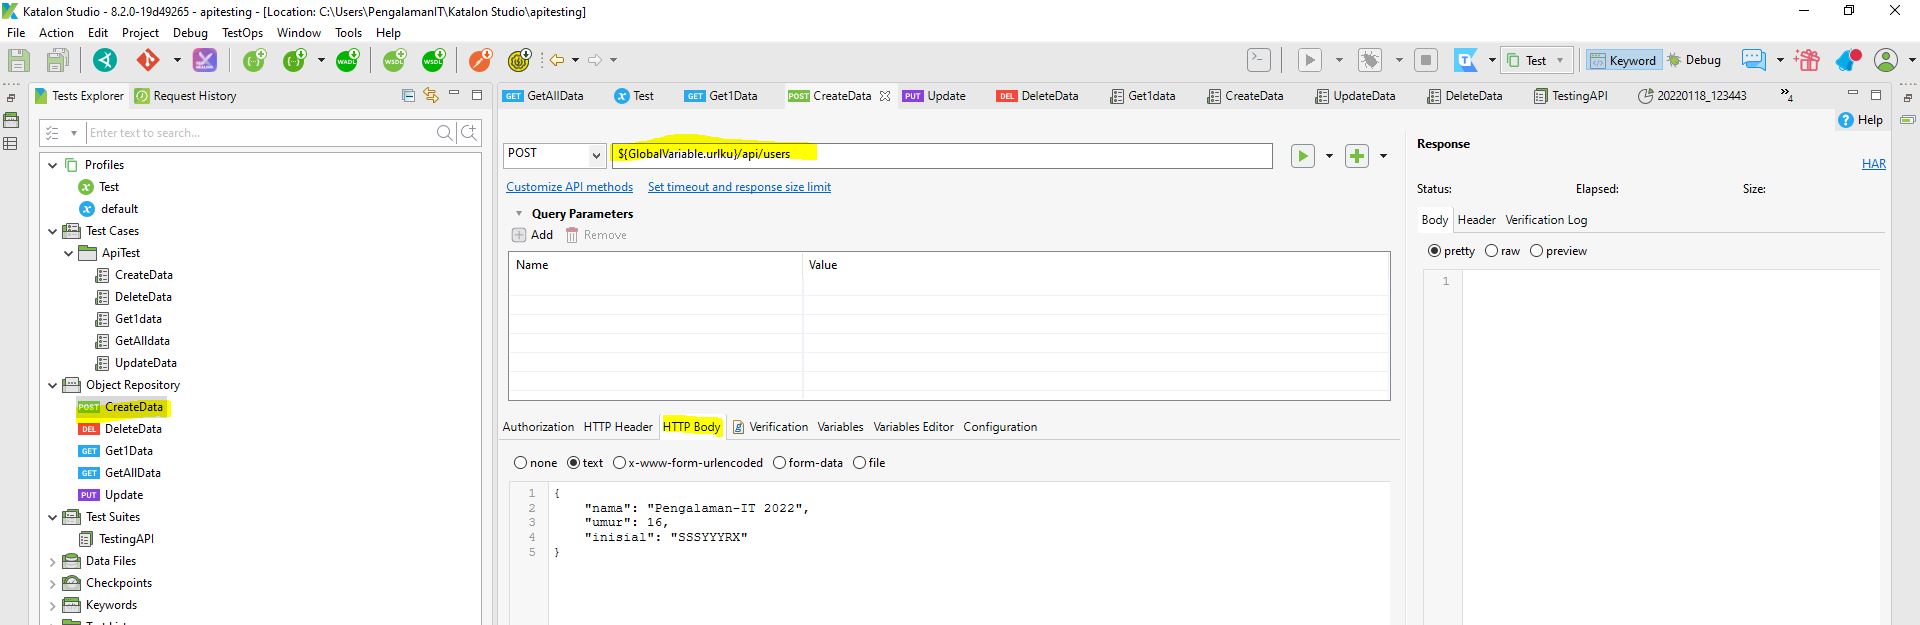 Katalon Studio - 8.2.0-19d49265 - apitesting - [Location: C:\Users\PengalamanIT\Katalon Studio\apitesting]
File Action Edit Project Debug TestOps Window Tools Help
WADL WSDL WSDL Test Keyword Debug
Tests Explorer Request History
Enter text to search...
Profiles
Test
default
Test Cases
ApiTest
CreateData
DeleteData
Get1data
GetAlldata
UpdateData
Object Repository
POST CreateData
DEL DeleteData
GET Get1Data
GET GetAllData
PUT Update
Test Suites
TestingAPI
Data Files
Checkpoints
Keywords
GET GetAllData Test GET Get1Data POST CreateData PUT Update DEL DeleteData Get1data CreateData UpdateData DeleteData TestingAPI 20220118_123443 4
Help
POST ${GlobalVariable.urlku}/api/users
Customize API methods Set timeout and response size limit
Query Parameters
Add Remove
Name Value
Authorization HTTP Header HTTP Body Verification Variables Variables Editor Configuration
none text x-www-form-urlencoded form-data file
1 {
2 "nama": "Pengalaman-IT 2022",
3 "umur": 16,
4 "inisial": "SSSYYYRX"
5 }
Response
HAR
Status: Elapsed: Size:
Body Header Verification Log
pretty raw preview
1